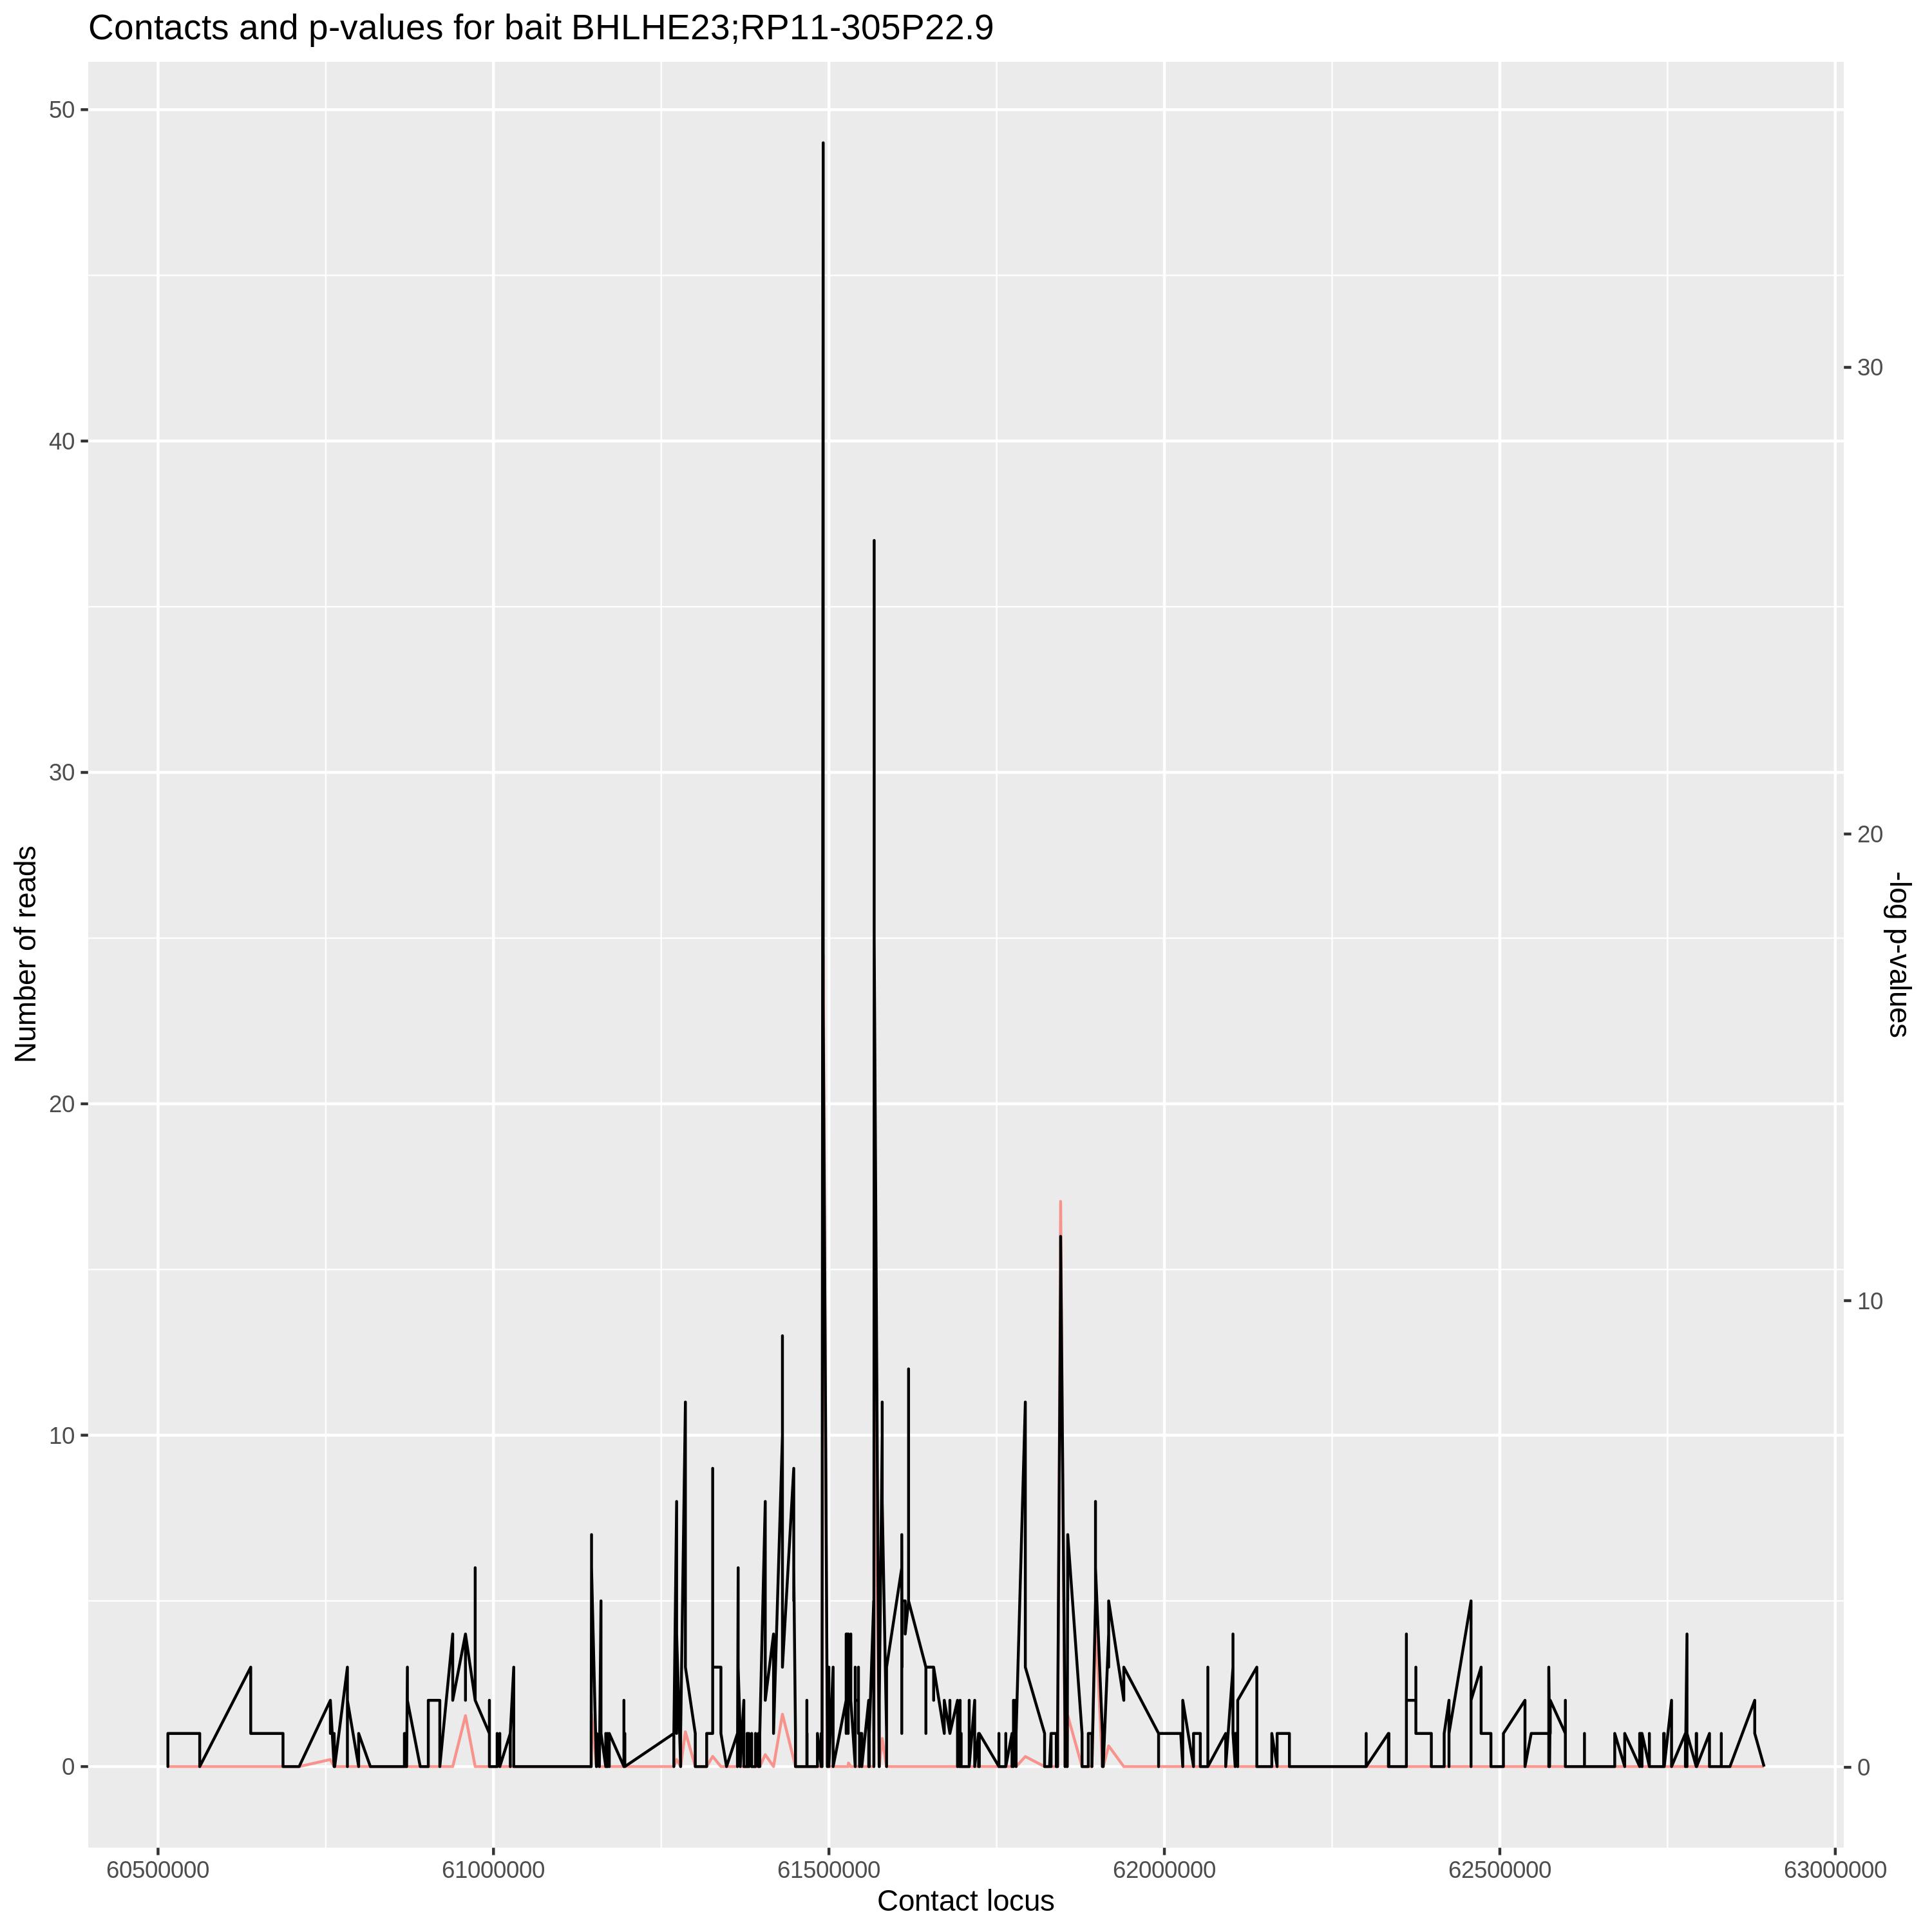 Contacts and p-values for bait BHLHE23;RP11-305P22.9
50
40
30
20
10
0
Number of reads
30
20
10
0
-log p-values
60500000 61000000 61500000 62000000 62500000 63000000
Contact locus